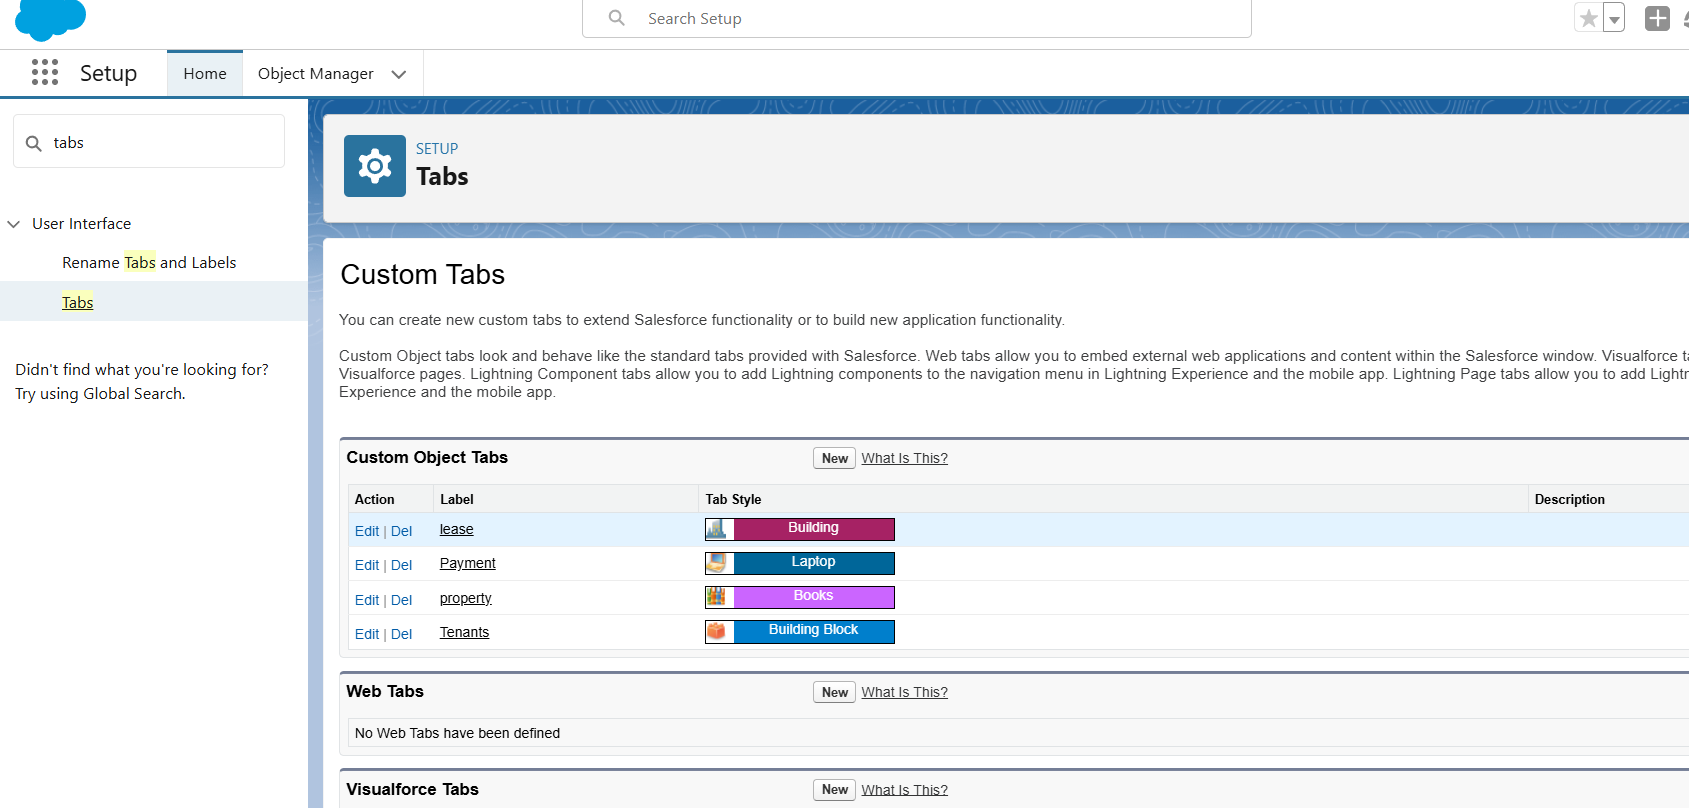 Search Setup
Setup
Home
Object Manager
tabs
User Interface
Rename Tabs and Labels
Tabs
Didn't find what you're looking for?
Try using Global Search.
SETUP
Tabs
Custom Tabs
You can create new custom tabs to extend Salesforce functionality or to build new application functionality.
Custom Object tabs look and behave like the standard tabs provided with Salesforce. Web tabs allow you to embed external web applications and content within the Salesforce window. Visualforce
Visualforce pages. Lightning Component tabs allow you to add Lightning components to the navigation menu in Lightning Experience and the mobile app. Lightning Page tabs allow you to add
Experience and the mobile app.
Custom Object Tabs New What Is This?
Action Label Tab Style Description
Edit | Del lease Building
Edit | Del Payment Laptop
Edit | Del property Books
Edit | Del Tenants Building Block
Web Tabs New What Is This?
No Web Tabs have been defined
Visualforce Tabs New What Is This?